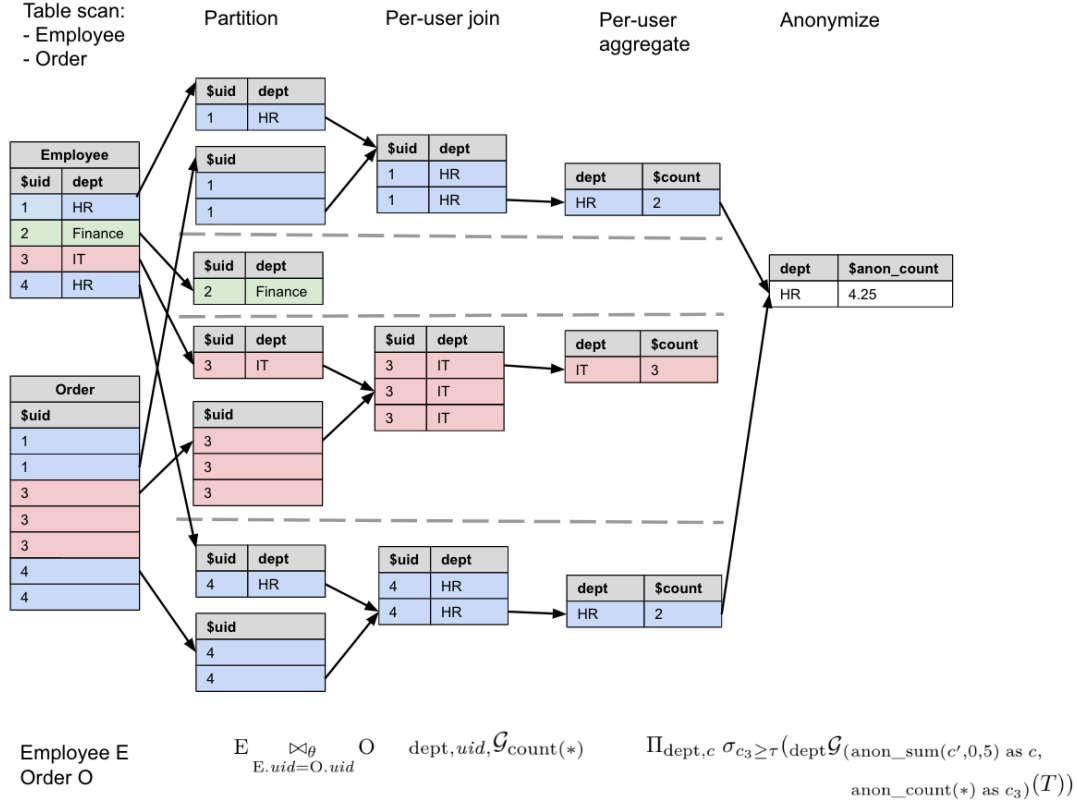 Table scan:
- Employee
- Order
Partition
Per-user join
Per-user
aggregate
Anonymize
Employee
$uid dept
1 HR
2 Finance
3 IT
4 HR
Order
$uid
1
1
3
3
3
4
4
$uid dept
1 HR
$uid
1
1
$uid dept
2 Finance
$uid dept
3 IT
$uid
3
3
3
$uid dept
4 HR
$uid
4
4
$uid dept
1 HR
1 HR
$uid dept
3 IT
3 IT
3 IT
$uid dept
4 HR
4 HR
dept $count
HR 2
dept $count
IT 3
dept $count
HR 2
dept $anon_count
HR 4.25
Employee E
Order O
E ⋈θ O
E.uid=O.uid
dept,uid,𝒢count(*)
Πdept,c σc3≥τ(dept𝒢(anon_sum(c′,0,5) as c,
anon_count(*) as c3)(T))